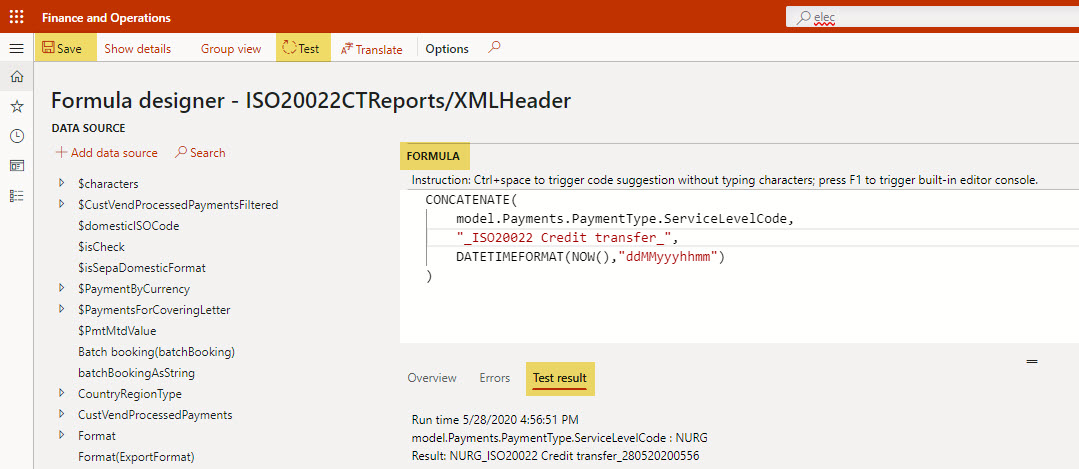 Finance and Operations
elec
Save Show details Group view Test Translate Options
Formula designer - ISO20022CTReports/XMLHeader
DATA SOURCE
Add data source Search
$characters
$CustVendProcessedPaymentsFiltered
$domesticISOCode
$isCheck
$isSepaDomesticFormat
$PaymentByCurrency
$PaymentsForCoveringLetter
$PmtMtdValue
Batch booking(batchBooking)
batchBookingAsString
CountryRegionType
CustVendProcessedPayments
Format
Format(ExportFormat)
FORMULA
Instruction: Ctrl+space to trigger code suggestion without typing characters; press F1 to trigger built-in editor console.
CONCATENATE(
model.Payments.PaymentType.ServiceLevelCode,
"_ISO20022 Credit transfer_",
DATETIMEFORMAT(NOW(),"ddMMyyyhhmm")
)
Overview Errors Test result
Run time 5/28/2020 4:56:51 PM
model.Payments.PaymentType.ServiceLevelCode : NURG
Result: NURG_ISO20022 Credit transfer_280520200556